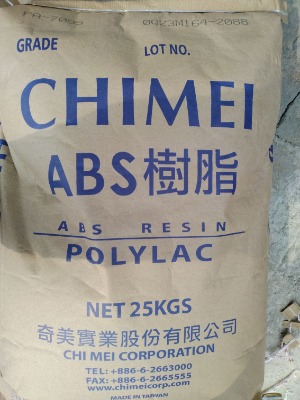 GRADE LOT NO.
CHIMEI
ABS樹脂
ABS RESIN
POLYLAC
NET 25KGS
奇美實業股份有限公司
CHI MEI CORPORATION
TEL: +886-6-2663000
FAX: +886-6-2665555
www.chimeicorp.com
MADE IN TAIWAN